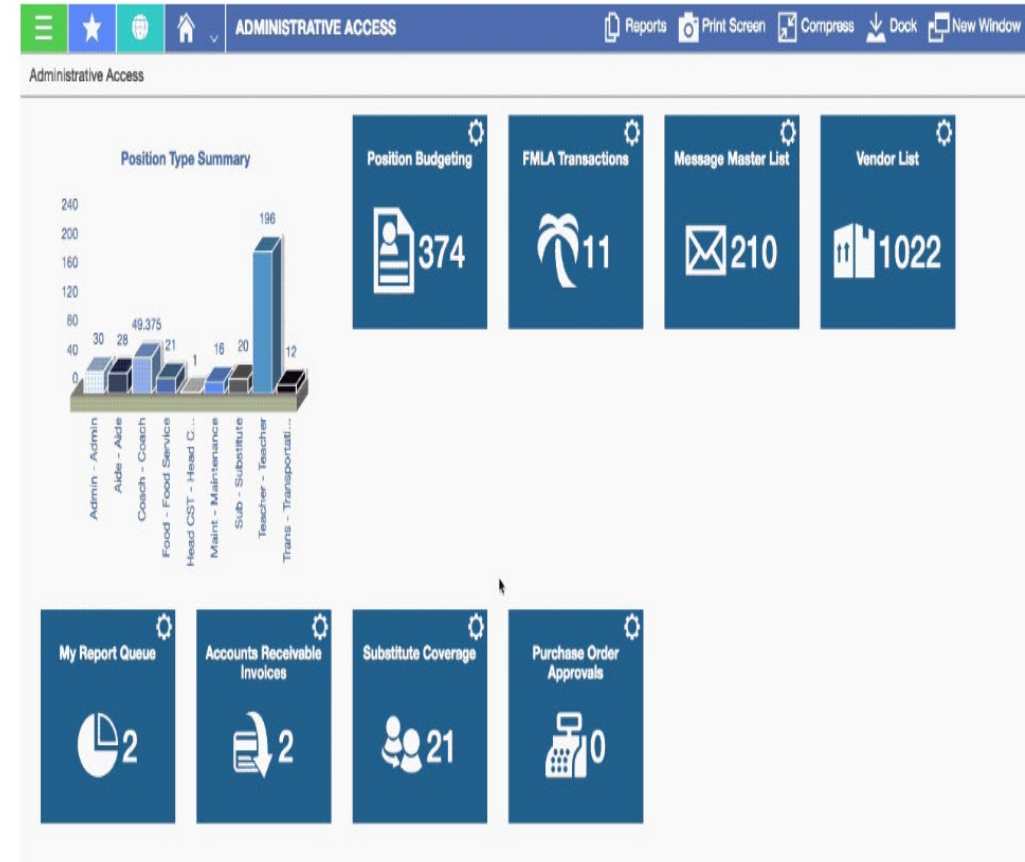 ADMINISTRATIVE ACCESS
Reports
Print Screen
Compress
Dock
New Window
Administrative Access
Position Type Summary
240
200
160
120
80
40
0
30
28
49.375
21
1
16
20
196
12
Admin - Admin
Aide - Aide
Coach - Coach
Food - Food Service
Head CST - Head C...
Maint - Maintenance
Sub - Substitute
Teacher - Teacher
Trans - Transportati...
Position Budgeting
374
FMLA Transactions
11
Message Master List
210
Vendor List
1022
My Report Queue
2
Accounts Receivable
Invoices
2
Substitute Coverage
21
Purchase Order
Approvals
0